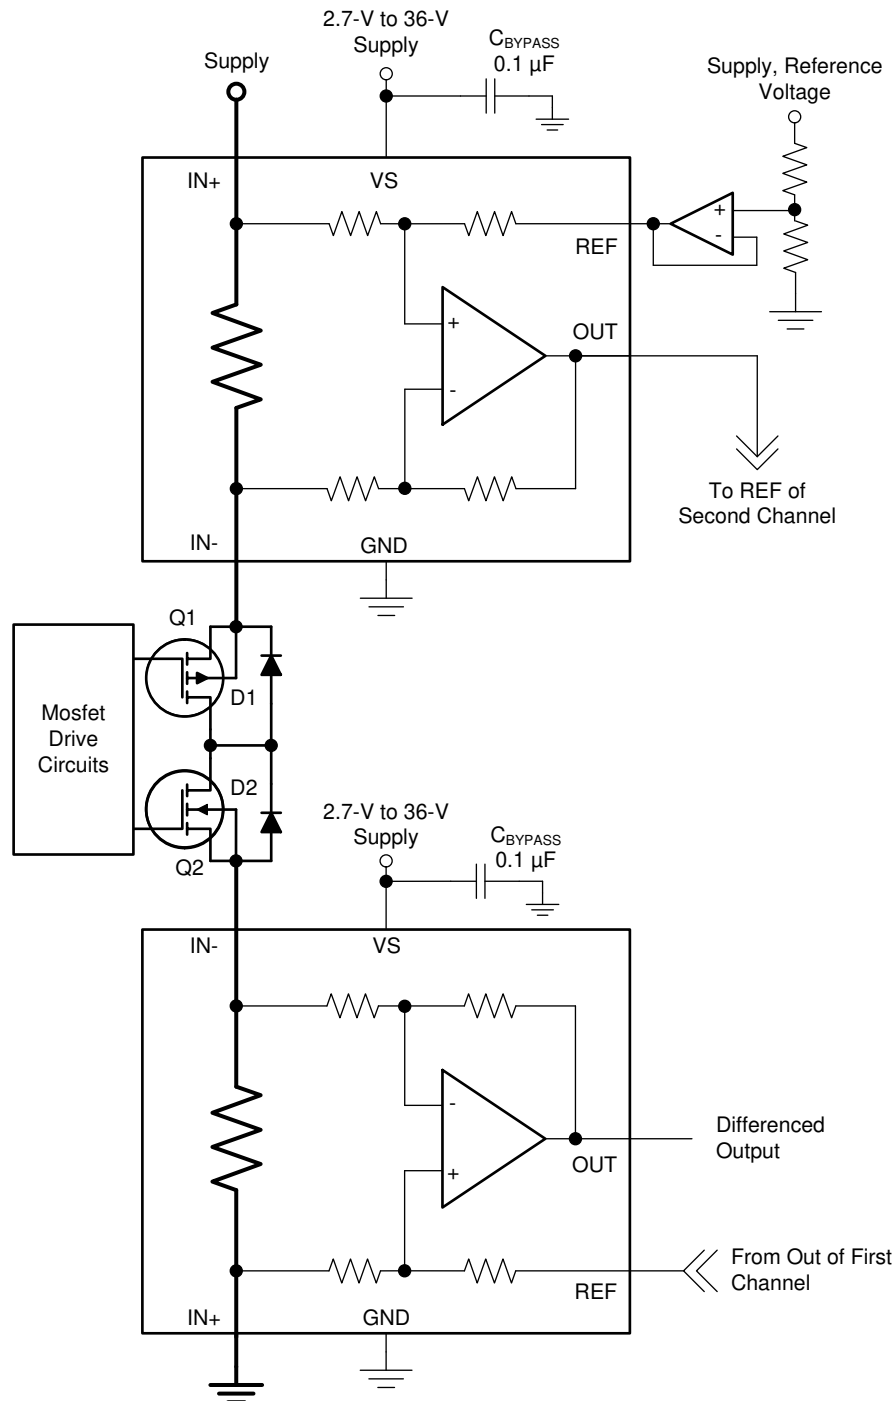 2.7-V to 36-V
Supply
CBYPASS
0.1 µF
Supply
Supply, Reference
Voltage
IN+
VS
+
-
REF
OUT
+
-
To REF of
Second Channel
IN-
GND
Q1
D1
Mosfet
Drive
Circuits
D2
Q2
2.7-V to 36-V
Supply
CBYPASS
0.1 µF
IN-
VS
-
+
OUT
Differenced
Output
From Out of First
Channel
REF
IN+
GND